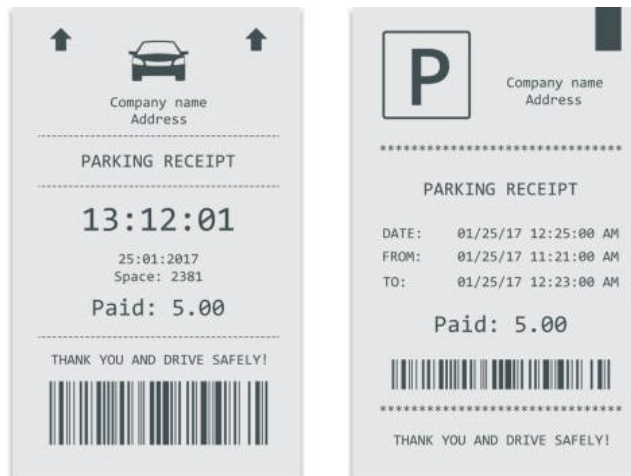 Company name
Address
PARKING RECEIPT
13:12:01
25:01:2017
Space: 2381
Paid: 5.00
THANK YOU AND DRIVE SAFELY!
P
Company name
Address
******************************
PARKING RECEIPT
DATE: 01/25/17 12:25:00 AM
FROM: 01/25/17 11:21:00 AM
TO: 01/25/17 12:23:00 AM
Paid: 5.00
******************************
THANK YOU AND DRIVE SAFELY!